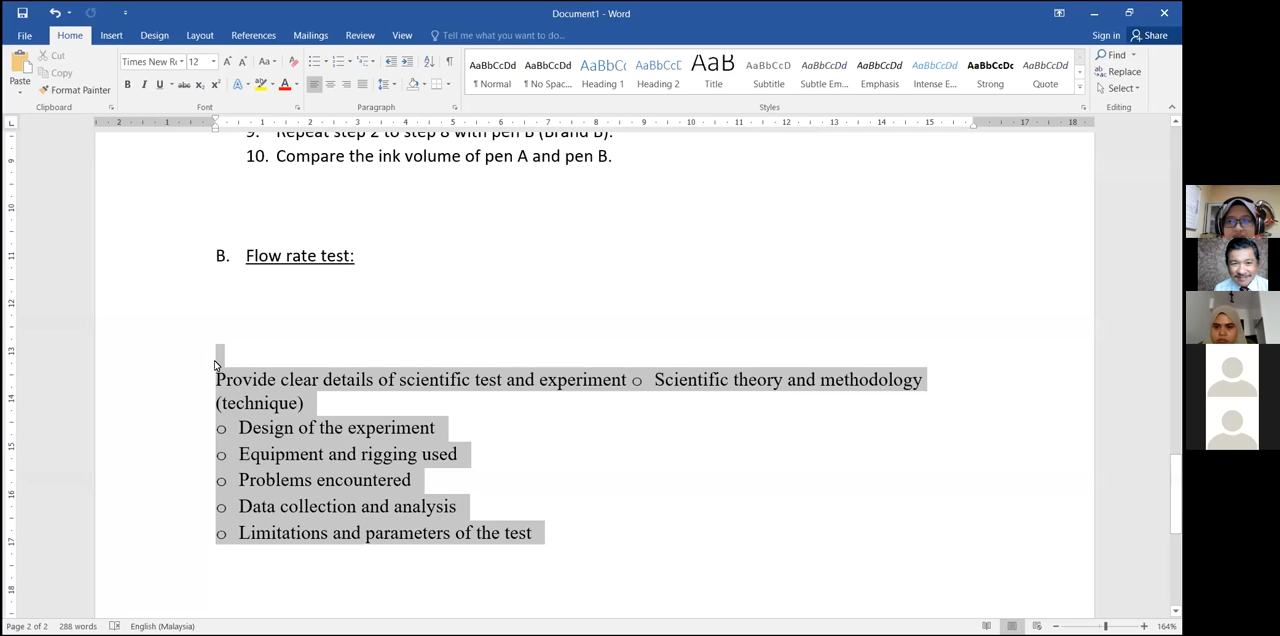 Document1 - Word
File Home Insert Design Layout References Mailings Review View Tell me what you want to do... Sign in Share
Paste
Cut
Copy
Format Painter
Clipboard
Times New Ro 12
Font
Paragraph
AaBbCcDd AaBbCcDd AaBbCc AaBbCcD AaB AaBbCcDd AaBbCcDd AaBbCcDd AaBbCcDd AaBbCcDd AaBbCcDd
¶ Normal ¶ No Spac... Heading 1 Heading 2 Title Subtitle Subtle Em... Emphasis Intense E... Strong Quote
Styles
Find
Replace
Select
Editing
9. Repeat step 2 to step 8 with pen B (Brand B).
10. Compare the ink volume of pen A and pen B.
B. Flow rate test:
Provide clear details of scientific test and experiment o Scientific theory and methodology
(technique)
o Design of the experiment
o Equipment and rigging used
o Problems encountered
o Data collection and analysis
o Limitations and parameters of the test
Page 2 of 2 288 words English (Malaysia) 164%